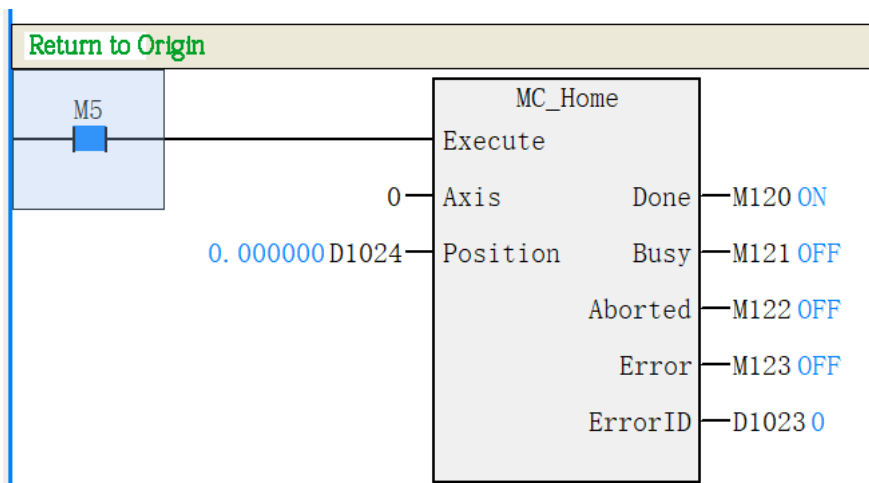 Return to Origin
MC_Home
M5
Execute
0 Axis Done M120 ON
0.000000 D1024 Position Busy M121 OFF
Aborted M122 OFF
Error M123 OFF
ErrorID D1023 0